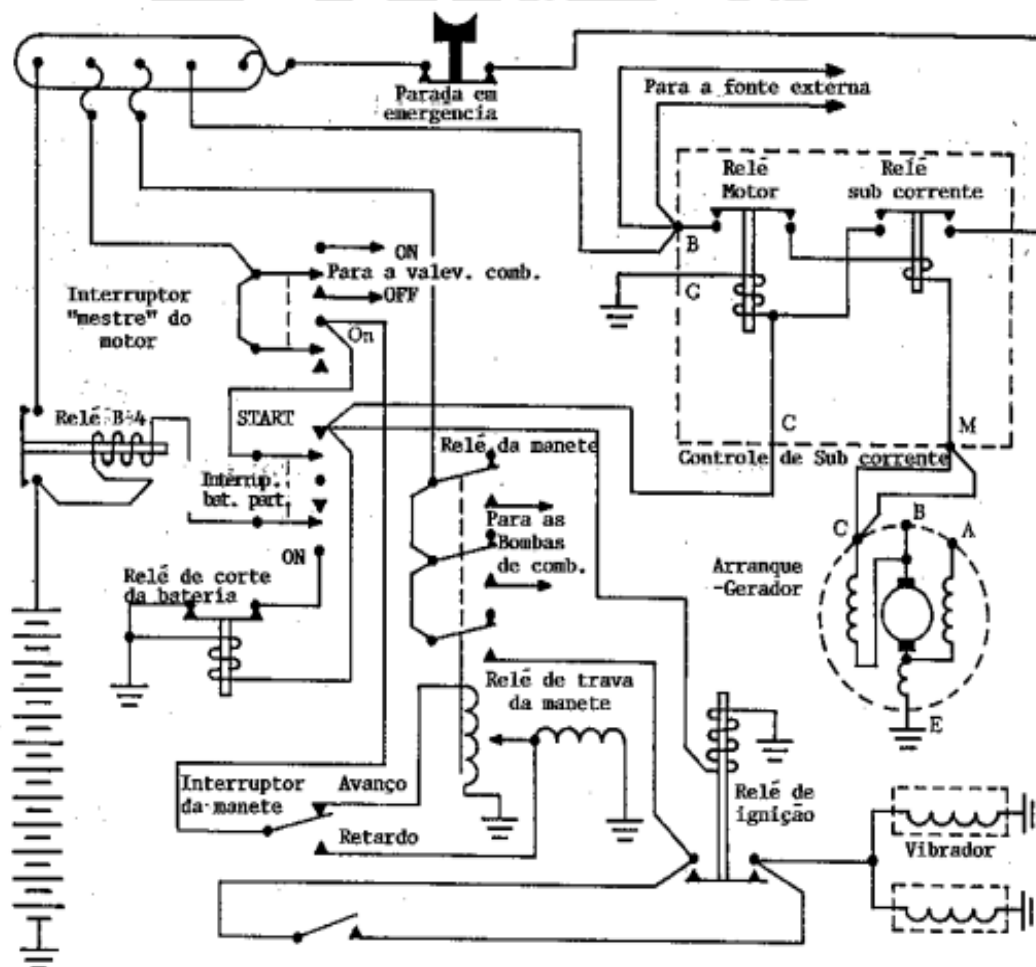 Parada em
emergencia
Para a fonte externa
Relé
Motor
Relé
sub corrente
B
G
ON
Para a valev. comb.
OFF
Interruptor
"mestre" do
motor
On
Relé B-4
START
C
M
Relé da manete
Controle de Sub corrente
Interrup.
bat. part.
Para as
Bombas
de comb.
ON
C
B
A
Arranque
-Gerador
Relé de corte
da bateria
Relé de trava
da manete
E
Interruptor
da manete
Avanço
Relé de
ignição
Retardo
Vibrador